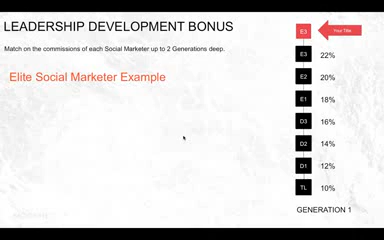 LEADERSHIP DEVELOPMENT BONUS
Match on the commissions of each Social Marketer up to 2 Generations deep.
Elite Social Marketer Example
E3 Your Title
E3 22%
E2 20%
E1 18%
D3 16%
D2 14%
D1 12%
TL 10%
GENERATION 1